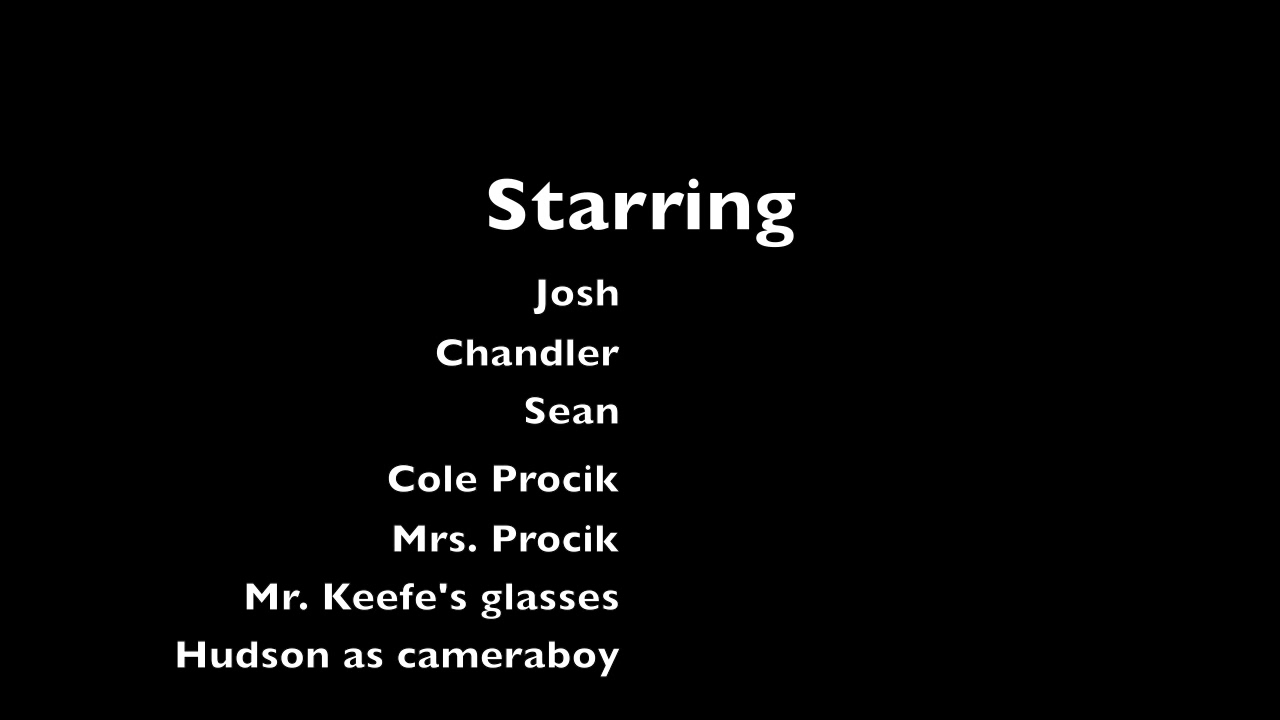 Starring
Josh
Chandler
Sean
Cole Procik
Mrs. Procik
Mr. Keefe's glasses
Hudson as cameraboy